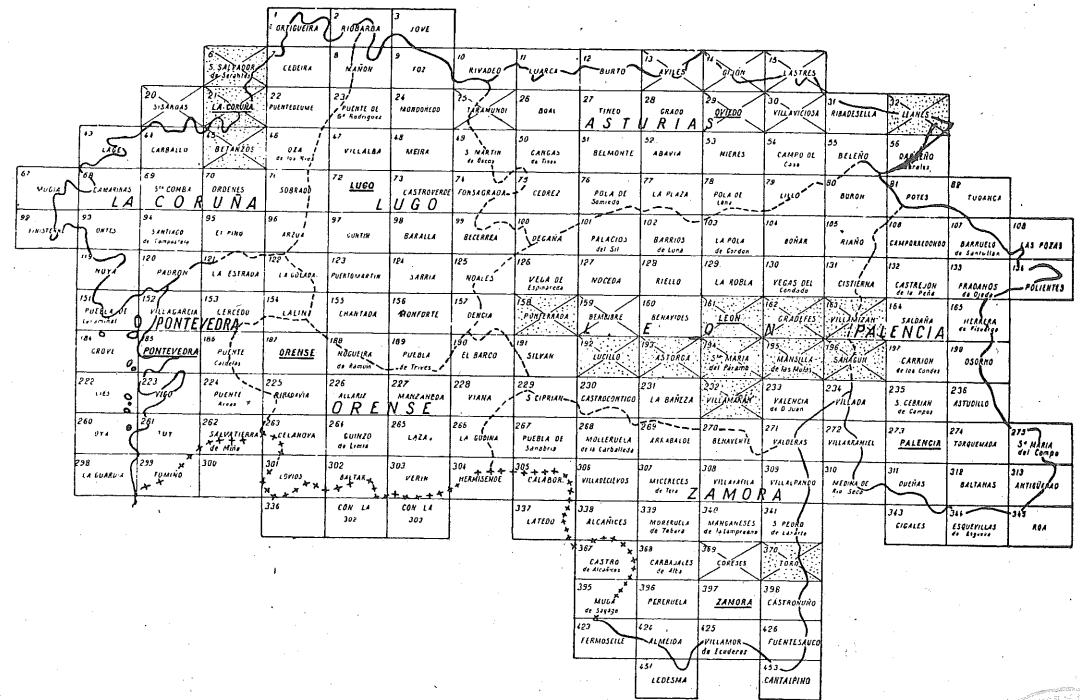 1 2 3
ORTIGUEIRA RIOBARBA JOVE
6 7 8 9 10 11 12 13 14 15
S. SALVADOR CEDEIRA MAÑON FOZ RIVADEO LUARCA BURTO AVILES GIJON LASTRES
de Serantes
20 21 22 23 24 25 26 27 28 29 30 31 32
SISARGAS LA CORUÑA PUENTEDEUME PUENTE DE MONDOÑEDO TARAMUNDI BOAL TINEO GRADO OVIEDO VILLAVICIOSA RIBADESELLA LLANES
Gª Rodriguez
ASTURIAS
43 44 45 46 47 48 49 50 51 52 53 54 55 56
LAGE CARBALLO BETANZOS VILLALBA MEIRA S. MARTIN CANGAS BELMONTE ABAVIA MIERES CAMPO DE BELEÑO
de Oscos de Tineo Caso
67 68 69 70 71 72 73 74 75 76 77 78 79 80 81 82
MUGIA CAMARIÑAS Sta COMBA ORDENES SOBRADO LUGO CASTROVERDE FONSAGRADA CEDREZ POLA DE LA PLAZA POLA DE LILLO BURON POTES TUDANCA
Somiedo Lena
LA CORUÑA LUGO
92 93 94 95 96 97 98 99 100 101 102 103 104 105 106 107 108
FINISTERRE OUTES SANTIAGO EL PINO ARZUA GUNTIN BARALLA BECERREA DEGAÑA PALACIOS BARRIOS LA POLA BOÑAR RIAÑO CAMPORREDONDO BARRUELO LAS ROZAS
de Compostela del Sil de Luna de Gordon de Santullan
119 120 121 122 123 124 125 126 127 128 129 130 131 132 133 134
NOYA PADRON LA ESTRADA LA GOLADA PUERTOMARTIN SARRIA NOALES VEGA DE NOCEDA RIELLO LA ROBLA VEGAS DEL CISTIERNA CASTREJON PRADANOS POLIENTES
Espinareda Condado de la Peña de Ojeda
151 152 153 154 155 156 157 158 159 160 161 162 163 164 165
PUEBLA DE VILLAGARCIA CERCEDO LALIN CHANTADA MONFORTE OENCIA PONFERRADA BEMBIBRE BENAVIDES LEON GRADEFES VILLAMIZAR SALDAÑA HERRERA
de Pisuerga
PONTEVEDRA LEON PALENCIA
184 185 186 187 188 189 190 191 192 193 194 195 196 197 198
GROVE PONTEVEDRA PUENTE ORENSE NOGUEIRA PUEBLA EL BARCO SILVAN LUCILLO ASTORGA Sta MARIA MANSILLA SAHAGUN CARRION OSORNO
Caldelas de Ramuin de Trives del Páramo de las Mulas de los Condes
222 223 224 225 226 227 228 229 230 231 232 233 234 235 236
VIGO PUENTE RIBADAVIA ALLARIZ MANZANEDA VIANA S CIPRIAN CASTROCONTIGO LA BAÑEZA VILLAMAÑAN VALENCIA VILLADA S. CEBRIAN ASTUDILLO
Areas de D Juan de Campos
ORENSE
260 261 262 263 264 265 266 267 268 269 270 271 272 273 274 275
OYA TUY SALVATIERRA CELANOVA GUINZO LAZA LA GUDIÑA PUEBLA DE MOLLERUELA ARRABALDE BENAVENTE VALDERAS VILLARRAMIEL PALENCIA TORQUEMADA Sta MARIA
de Miño de Limia Sanabria de la Carballeda del Campo
298 299 300 301 302 303 304 305 306 307 308 309 310 311 312 313
LA GUARDIA TOMIÑO LOVIOS BALTAR VERIN HERMISENDE CALABOR VILLARDECIERVOS MICERECES VILLAFAFILA VILLALPANDO MEDINA DE DUEÑAS BALTANAS ANTIGÜEDAD
de Tera Rio Seco
ZAMORA
336 CON LA CON LA 337 338 339 340 341 343 344 345
302 303 LATEDO ALCAÑICES MORERUELA MANGANESES S. PEDRO CIGALES ESQUEVILLAS ROA
de Tabara de la Lampreana de Latarce de Esgueva
367 368 369 370
CASTRO CARBAJALES CORESES TORO
de Alcañices de Alba
395 396 397 398
MUGA PERERUELA ZAMORA CASTRONUÑO
de Sayago
423 424 425 426
FERMOSELLE ALMEIDA VILLAMOR FUENTESAUCO
de Escuderos
451 453
LEDESMA CANTALPINO